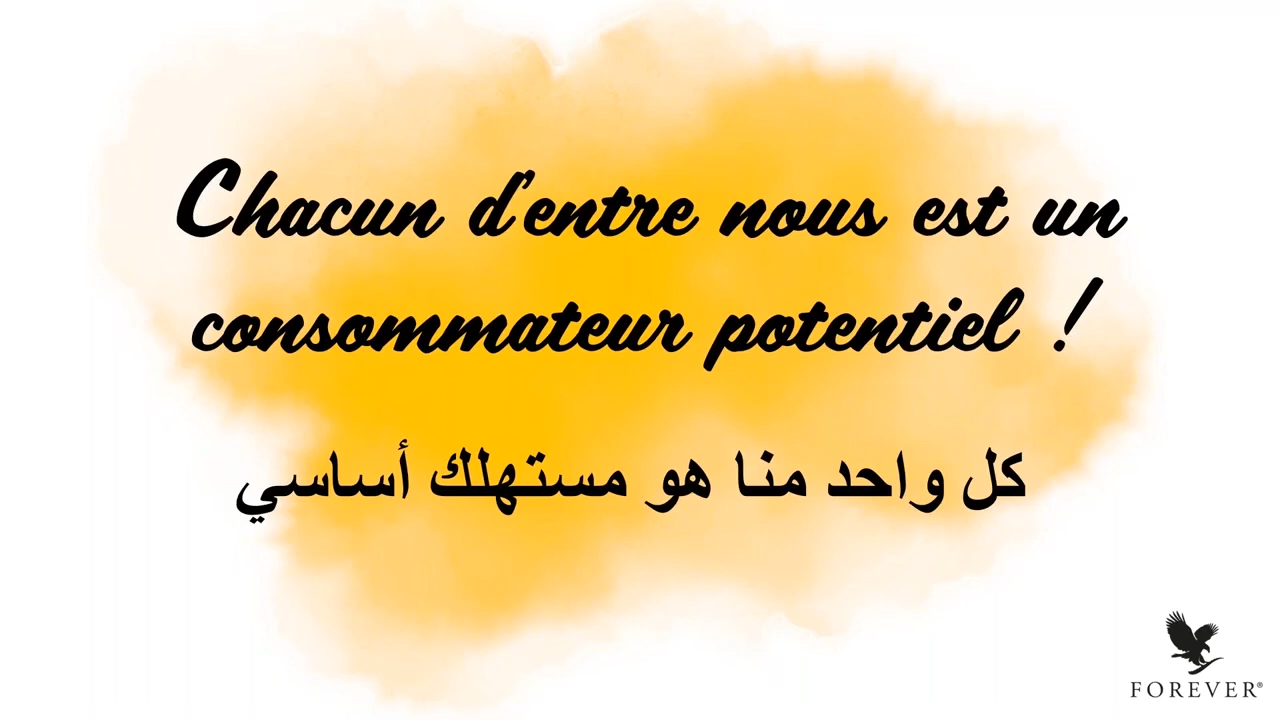 Chacun d'entre nous est un
consommateur potentiel !
كل واحد منا هو مستهلك أساسي
FOREVER®